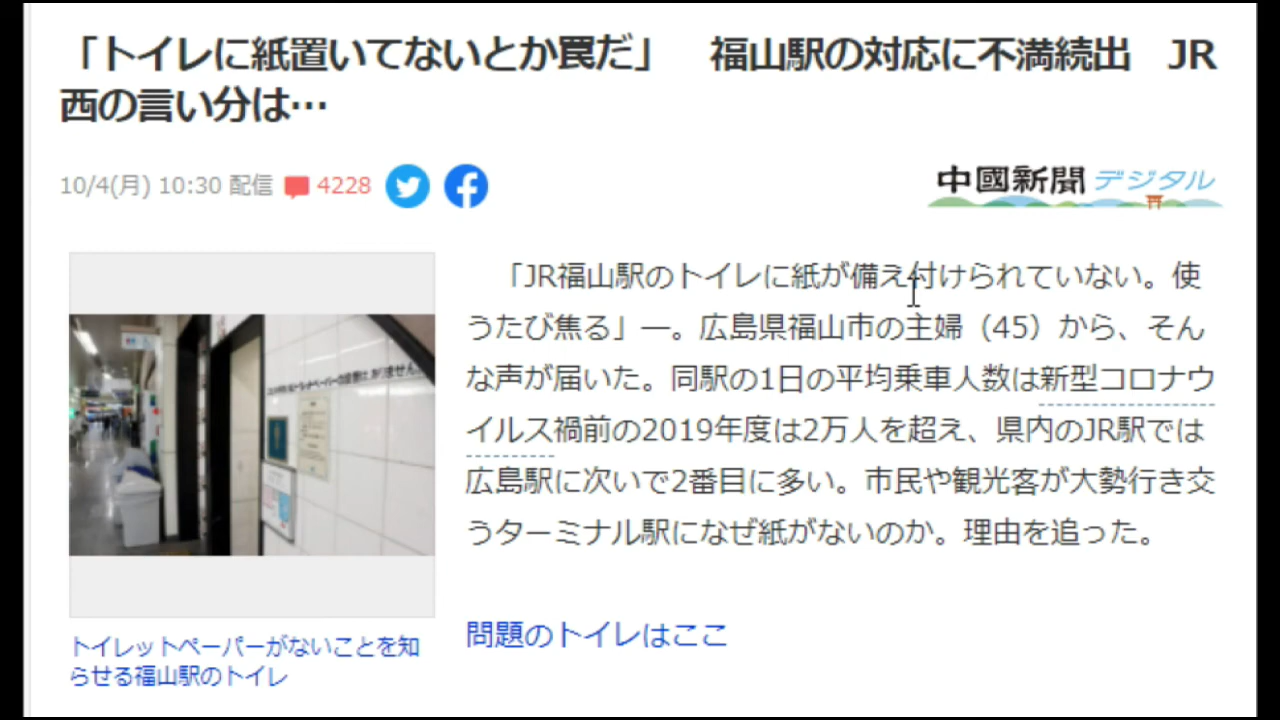 「トイレに紙置いてないとか罠だ」　福山駅の対応に不満続出　JR
西の言い分は…
10/4(月) 10:30 配信 4228
中國新聞デジタル
「JR福山駅のトイレに紙が備え付けられていない。使
うたび焦る」―。広島県福山市の主婦（45）から、そん
な声が届いた。同駅の1日の平均乗車人数は新型コロナウ
イルス禍前の2019年度は2万人を超え、県内のJR駅では
広島駅に次いで2番目に多い。市民や観光客が大勢行き交
うターミナル駅になぜ紙がないのか。理由を追った。
問題のトイレはここ
トイレットペーパーがないことを知
らせる福山駅のトイレ